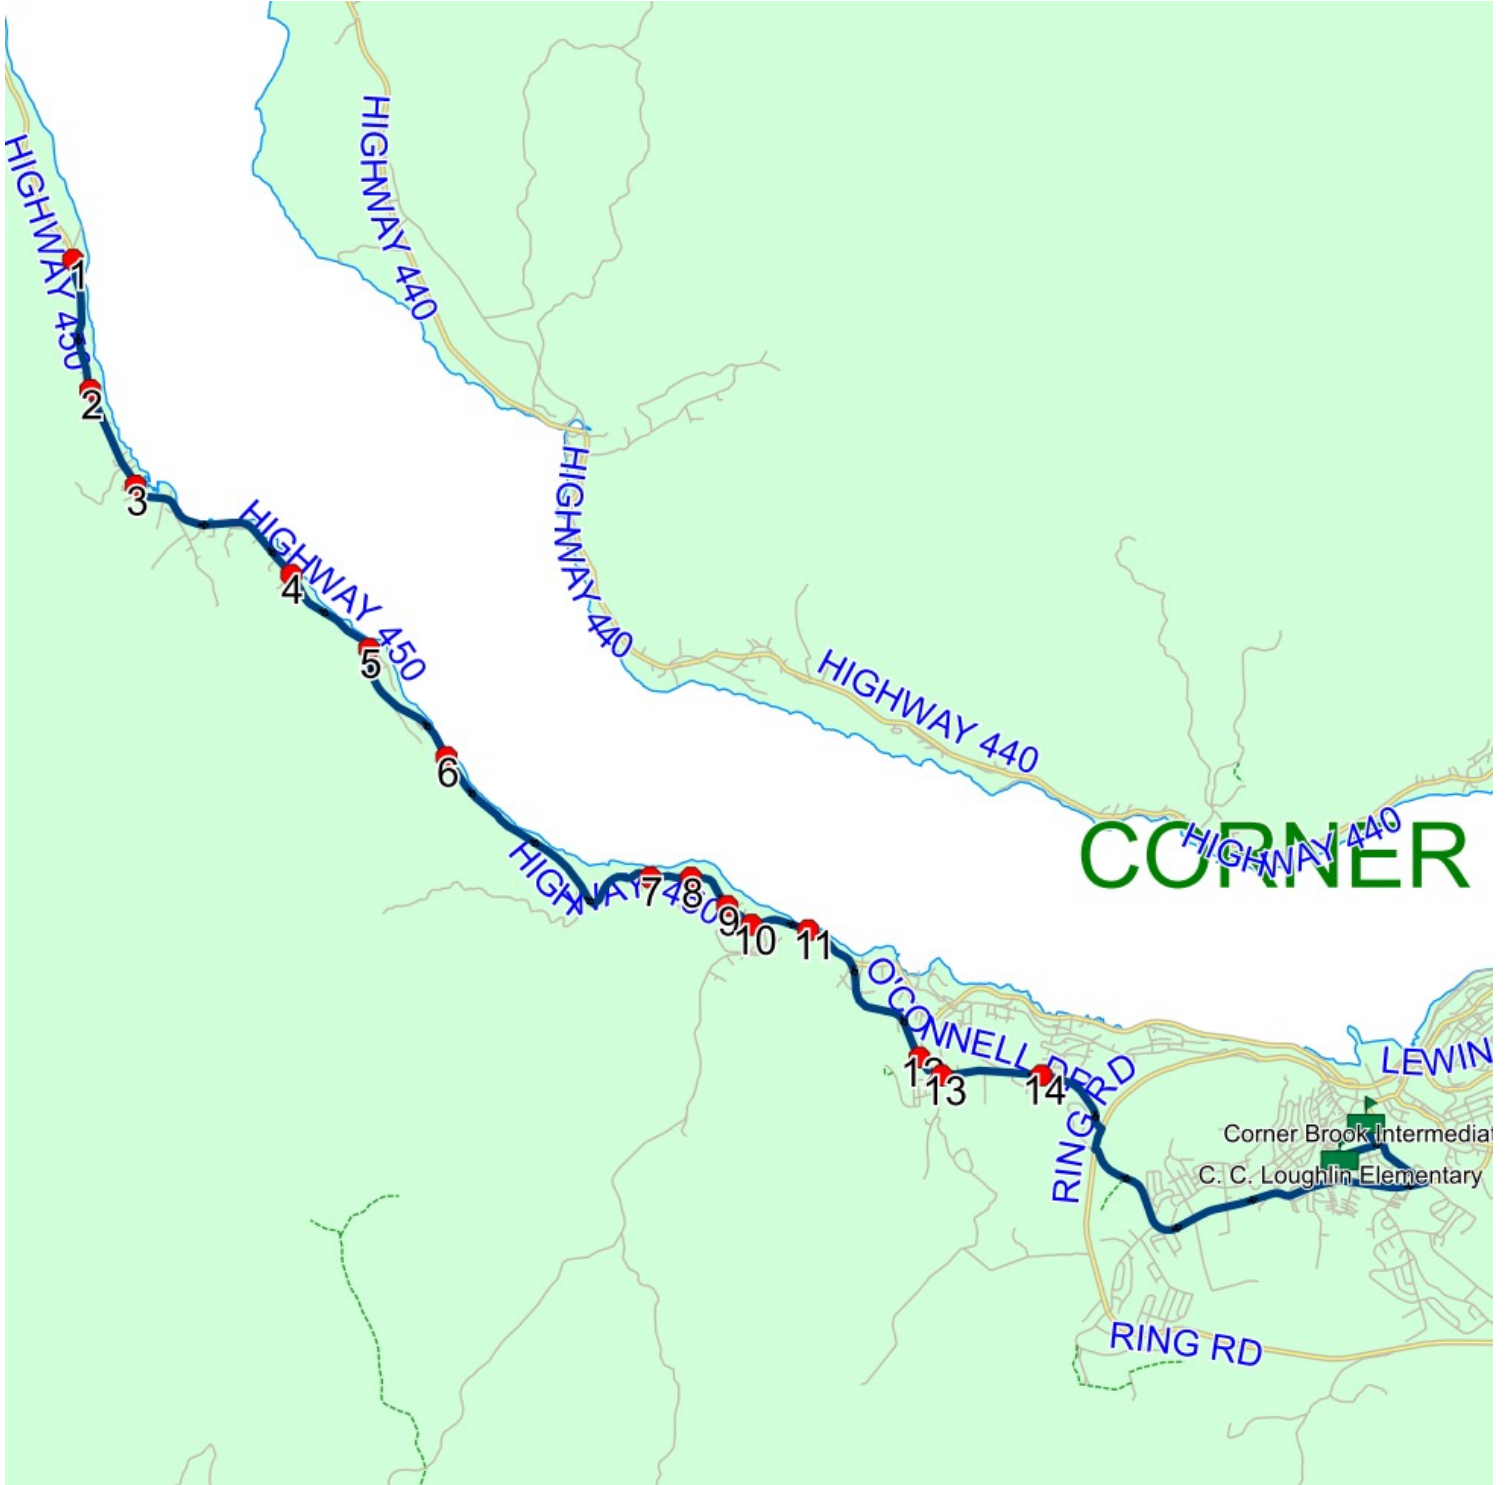 HIGHWAY 440
HIGHWAY 450
1
2
HIGHWAY 440
3
HIGHWAY 450
4
5
HIGHWAY 440
6
CORNER
HIGHWAY 440
HIGHWAY 450
7
8
9
10
11
O'CONNELL DR
12
13
14
RING RD
LEWIN
Corner Brook Intermediat
C. C. Loughlin Elementary
RING RD